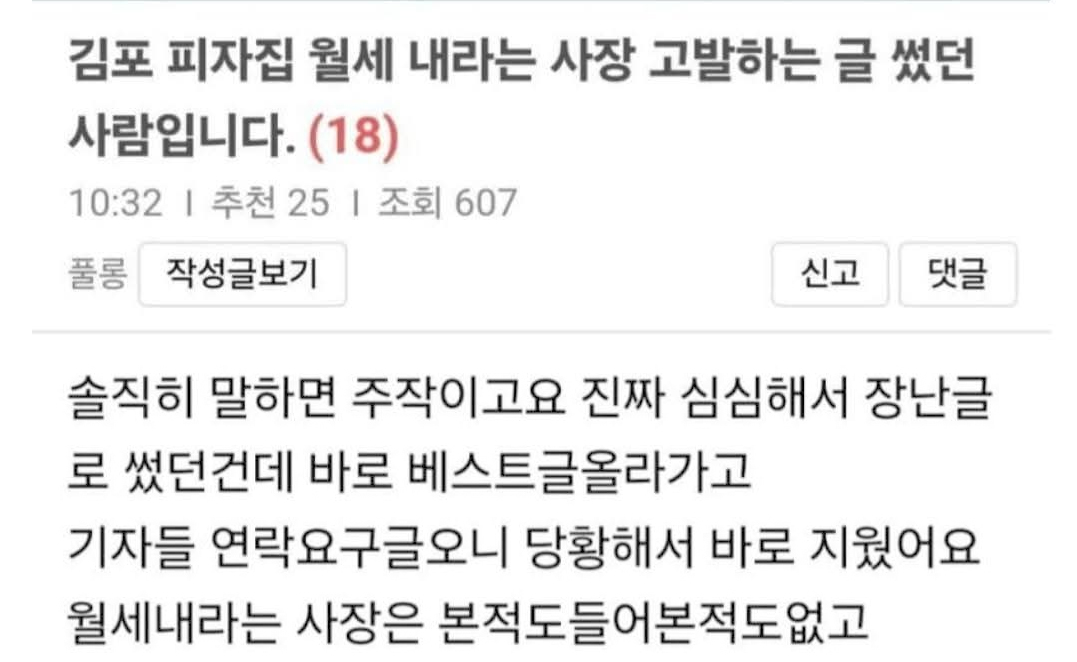 김포 피자집 월세 내라는 사장 고발하는 글 썼던
사람입니다. (18)
10:32 | 추천 25 | 조회 607
풀롱 작성글보기 신고 댓글
솔직히 말하면 주작이고요 진짜 심심해서 장난글
로 썼던건데 바로 베스트글올라가고
기자들 연락요구글오니 당황해서 바로 지웠어요
월세내라는 사장은 본적도들어본적도없고